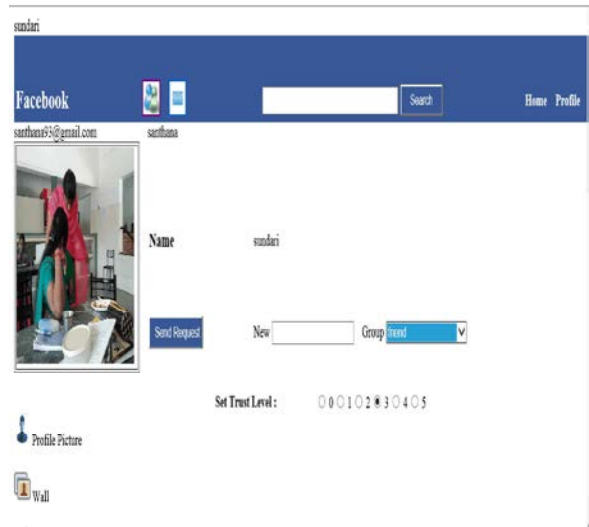 sundari
Facebook Search Home Profile
santhana93@gmail.com santhana
Name sundari
Send Request New Group friend
Set Trust Level : 0 1 2 3 4 5
Profile Picture
Wall